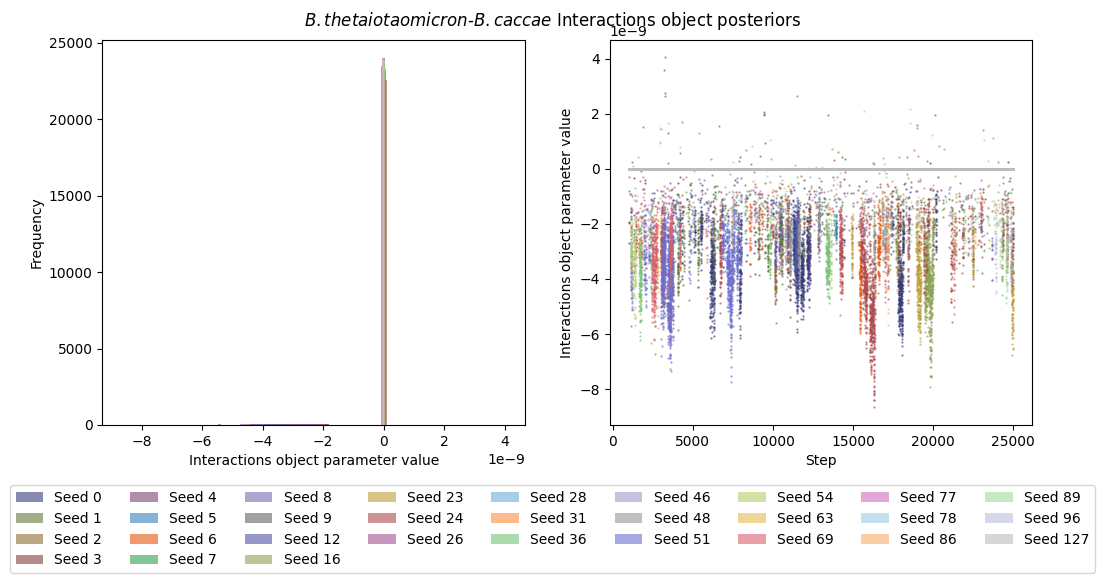 B. thetaiotaomicron-B. caccae Interactions object posteriors
25000
20000
15000
10000
5000
0
Frequency
−8 −6 −4 −2 0 2 4
1e−9
Interactions object parameter value
1e−9
4
2
0
−2
−4
−6
−8
Interactions object parameter value
0 5000 10000 15000 20000 25000
Step
Seed 0 Seed 4 Seed 8 Seed 23 Seed 28 Seed 46 Seed 54 Seed 77 Seed 89
Seed 1 Seed 5 Seed 9 Seed 24 Seed 31 Seed 48 Seed 63 Seed 78 Seed 96
Seed 2 Seed 6 Seed 12 Seed 26 Seed 36 Seed 51 Seed 69 Seed 86 Seed 127
Seed 3 Seed 7 Seed 16